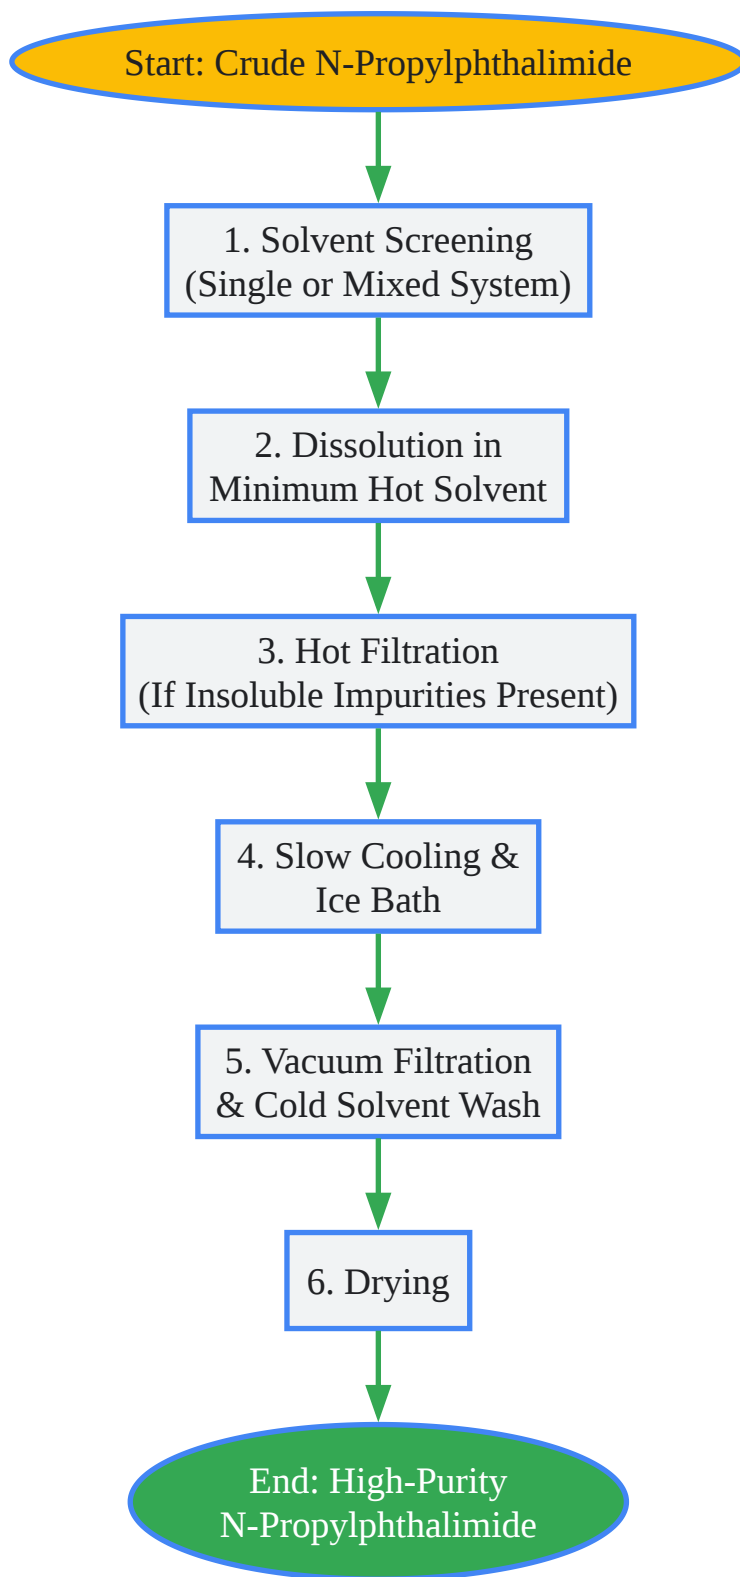 Start: Crude N-Propylphthalimide
1. Solvent Screening
(Single or Mixed System)
2. Dissolution in
Minimum Hot Solvent
3. Hot Filtration
(If Insoluble Impurities Present)
4. Slow Cooling &
Ice Bath
5. Vacuum Filtration
& Cold Solvent Wash
6. Drying
End: High-Purity
N-Propylphthalimide